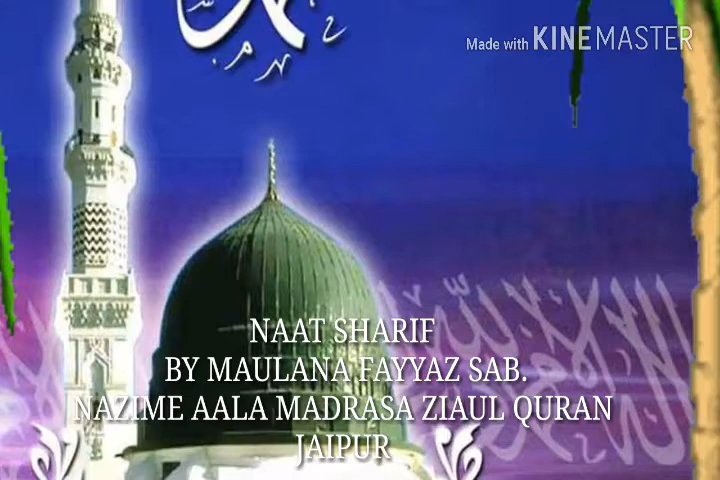 Made with KINEMASTER
NAAT SHARIF
BY MAULANA FAYYAZ SAB.
NAZIME AALA MADRASA ZIAUL QURAN
JAIPUR